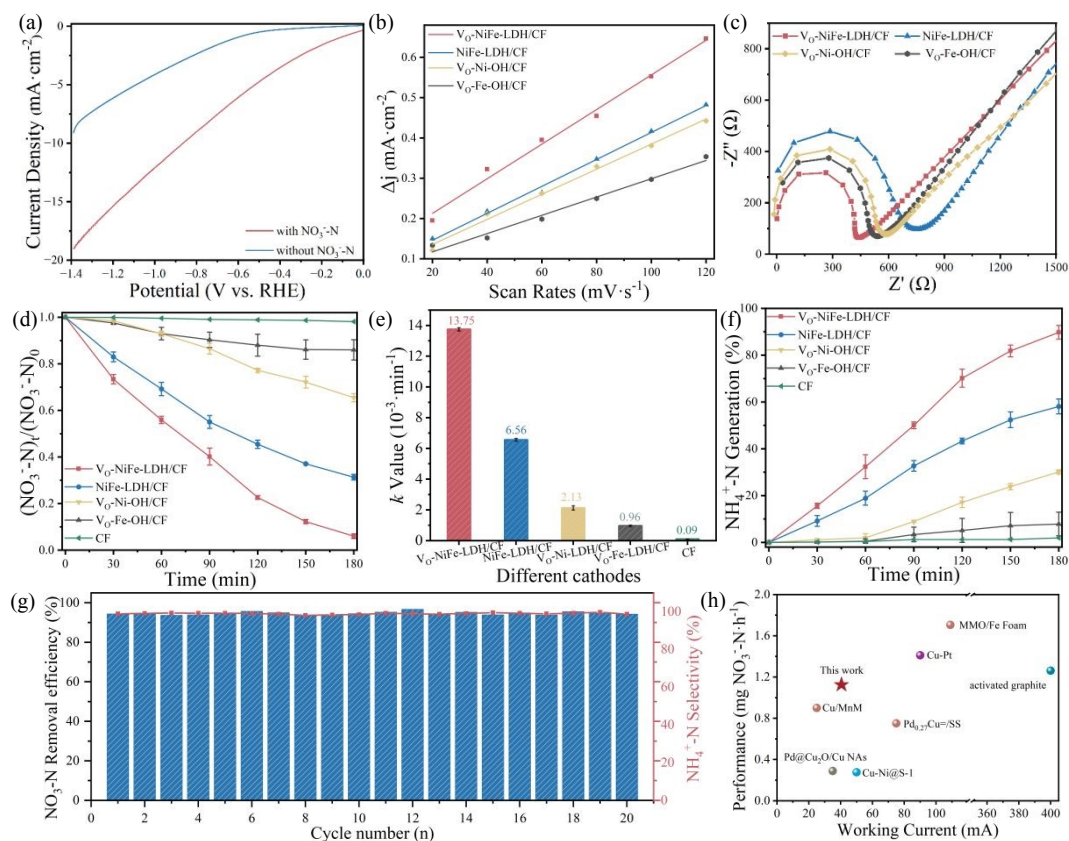 (a)
Current Density (mA·cm⁻²)
0
-5
-10
-15
-20
-1.4 -1.2 -1.0 -0.8 -0.6 -0.4 -0.2 0.0
with NO₃⁻-N
without NO₃⁻-N
Potential (V vs. RHE)
(b)
Δj (mA·cm⁻²)
0.6
0.5
0.4
0.3
0.2
0.1
20 40 60 80 100 120
V_O-NiFe-LDH/CF
NiFe-LDH/CF
V_O-Ni-OH/CF
V_O-Fe-OH/CF
Scan Rates (mV·s⁻¹)
(c)
-Z'' (Ω)
-800
600
400
200
0
0 300 600 900 1200 1500
V_O-NiFe-LDH/CF NiFe-LDH/CF
V_O-Ni-OH/CF V_O-Fe-OH/CF
Z' (Ω)
(d)
(NO₃⁻-N)ₜ/(NO₃⁻-N)₀
1.0
0.8
0.6
0.4
0.2
0.0
0 30 60 90 120 150 180
V_O-NiFe-LDH/CF
NiFe-LDH/CF
V_O-Ni-OH/CF
V_O-Fe-OH/CF
CF
Time (min)
(e)
k Value (10⁻³·min⁻¹)
14
12
10
8
6
4
2
0
13.75
6.56
2.13
0.96
0.09
V_O-NiFe-LDH/CF
NiFe-LDH/CF
V_O-Ni-LDH/CF
V_O-Fe-LDH/CF
CF
Different cathodes
(f)
NH₄⁺-N Generation (%)
100
80
60
40
20
0
0 30 60 90 120 150 180
V_O-NiFe-LDH/CF
NiFe-LDH/CF
V_O-Ni-OH/CF
V_O-Fe-OH/CF
CF
Time (min)
(g)
NO₃-N Removal efficiency (%)
100
80
60
40
20
0
0 2 4 6 8 10 12 14 16 18 20
100
80
60
40
20
0
NH₄⁺-N Selectivity (%)
Cycle number (n)
(h)
Performance (mg NO₃⁻-N·h⁻¹)
2.0
1.6
1.2
0.8
0.4
0.0
0 20 40 60 80 100 360 380 400
MMO/Fe Foam
Cu-Pt
This work
activated graphite
Cu/MnM
Pd₀.₂₇Cu=/SS
Pd@Cu₂O/Cu NAs
Cu-Ni@S-1
Working Current (mA)